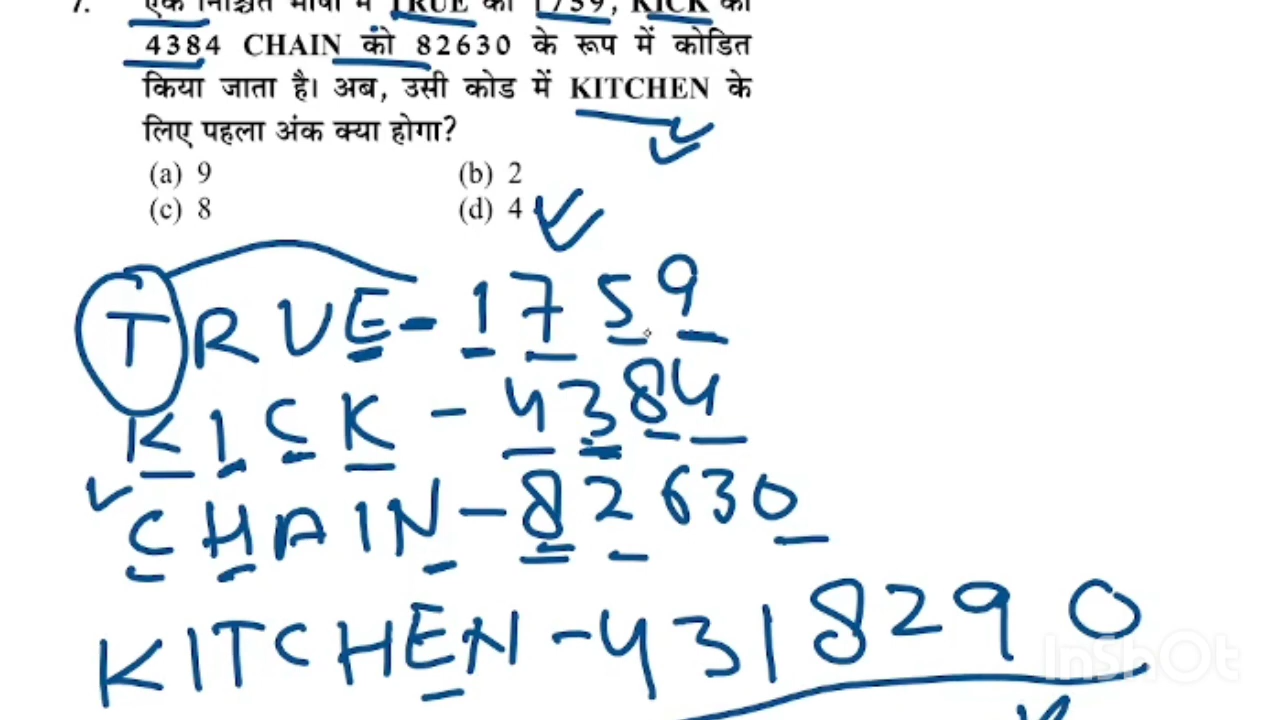 7. एक निश्चित भाषा में TRUE को 1759, KICK को
4384 CHAIN को 82630 के रूप में कोडित
किया जाता है। अब, उसी कोड में KITCHEN के
लिए पहला अंक क्या होगा?
(a) 9 (b) 2
(c) 8 (d) 4
TRUE - 1759
KICK - 4384
CHAIN - 82630
KITCHEN - 4318290
InShOt